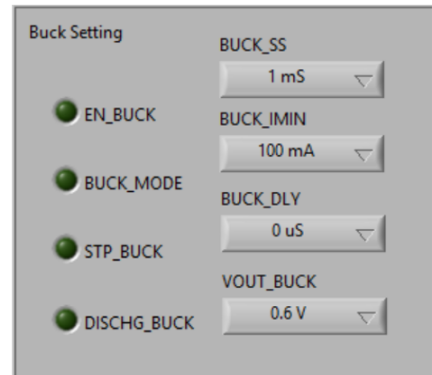 Buck Setting
EN_BUCK
BUCK_MODE
STP_BUCK
DISCHG_BUCK
BUCK_SS
1 mS
BUCK_IMIN
100 mA
BUCK_DLY
0 uS
VOUT_BUCK
0.6 V